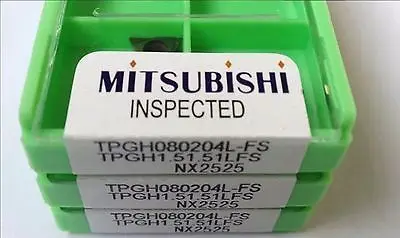 MITSUBISHI
INSPECTED
TPGH080204L-FS
TPGH1.51.51LFS
NX2525
TPGH080204L-FS
TPGH1.51.51LFS
NX2525
TPGH080204L-FS
TPGH1.51.51LFS
NX2525